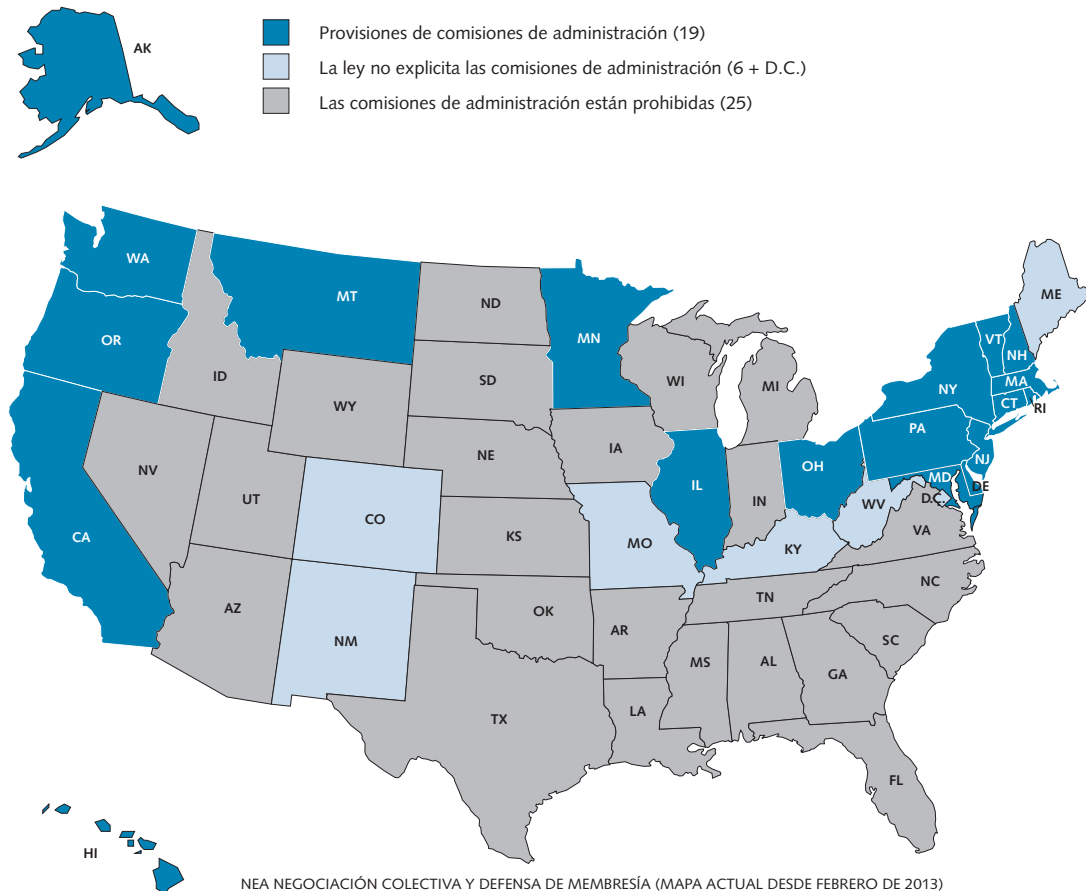 AK
Provisiones de comisiones de administración (19)
La ley no explicita las comisiones de administración (6 + D.C.)
Las comisiones de administración están prohibidas (25)
WA
MT
ND
MN
ME
OR
ID
SD
WI
MI
VT
NH
NY
MA
CT
RI
WY
IA
NE
PA
NJ
NV
UT
CO
KS
MO
IL
IN
OH
MD
DE
WV
D.C.
VA
KY
CA
AZ
NM
OK
AR
TN
NC
SC
MS
AL
GA
TX
LA
FL
HI
NEA NEGOCIACIÓN COLECTIVA Y DEFENSA DE MEMBRESÍA (MAPA ACTUAL DESDE FEBRERO DE 2013)